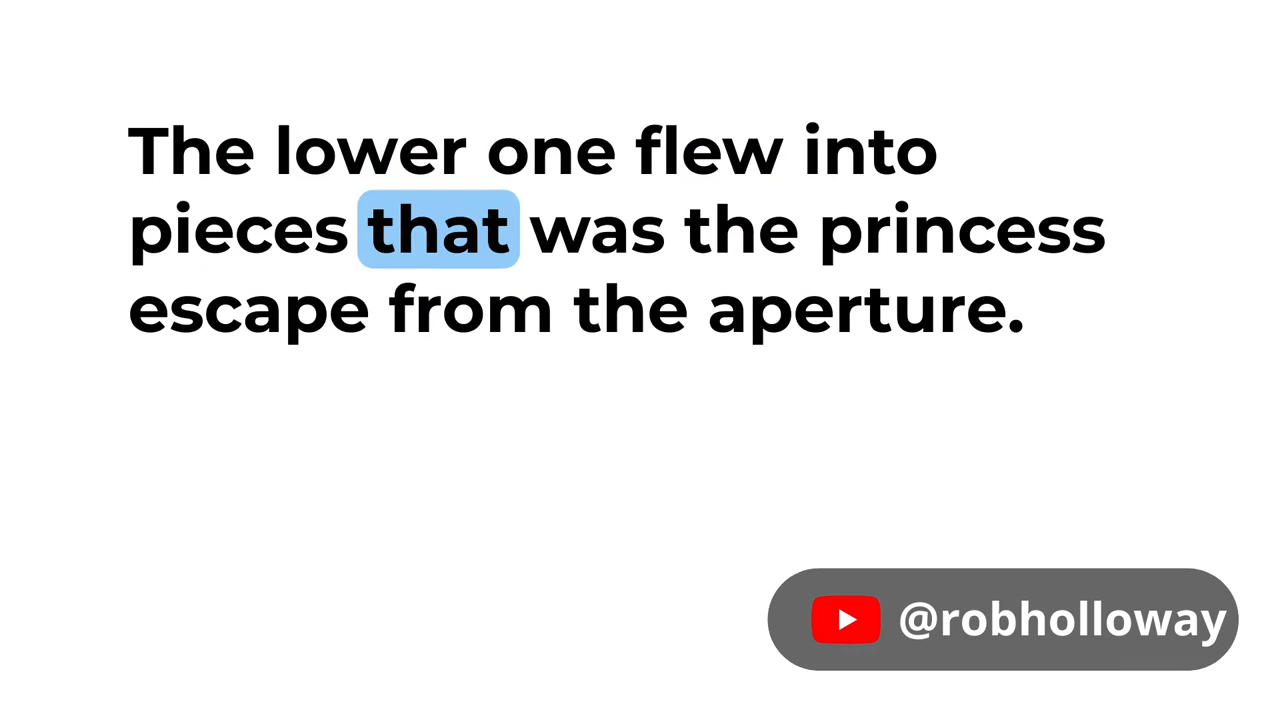 The lower one flew into
pieces that was the princess
escape from the aperture.
@robholloway